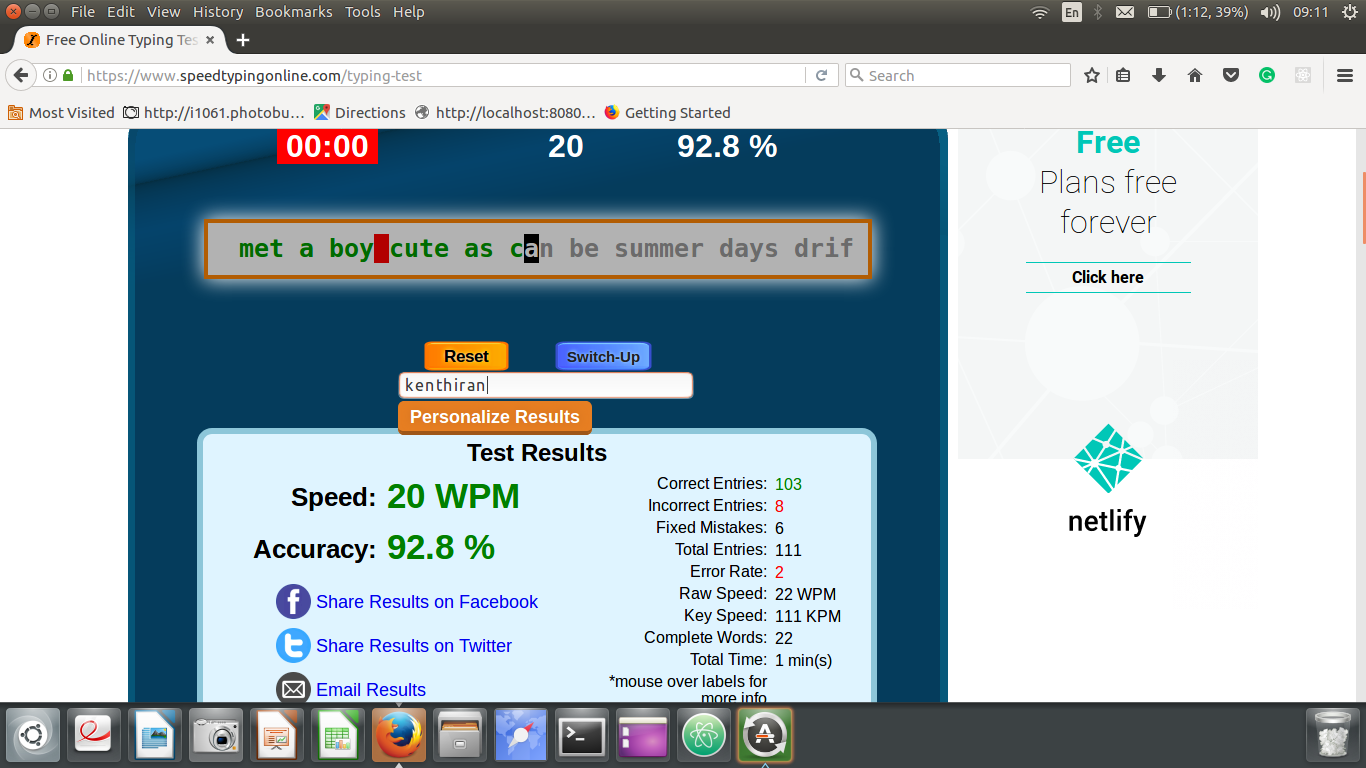 File Edit View History Bookmarks Tools Help
En (1:12, 39%) 09:11
Free Online Typing Tes
https://www.speedtypingonline.com/typing-test
Search
Most Visited http://i1061.photobu... Directions http://localhost:8080... Getting Started
00:00 20 92.8 %
met a boy cute as can be summer days drif
Reset Switch-Up
kenthiran
Personalize Results
Test Results
Speed: 20 WPM
Accuracy: 92.8 %
Share Results on Facebook
Share Results on Twitter
Email Results
Correct Entries: 103
Incorrect Entries: 8
Fixed Mistakes: 6
Total Entries: 111
Error Rate: 2
Raw Speed: 22 WPM
Key Speed: 111 KPM
Complete Words: 22
Total Time: 1 min(s)
*mouse over labels for
more info
Free
Plans free
forever
Click here
netlify